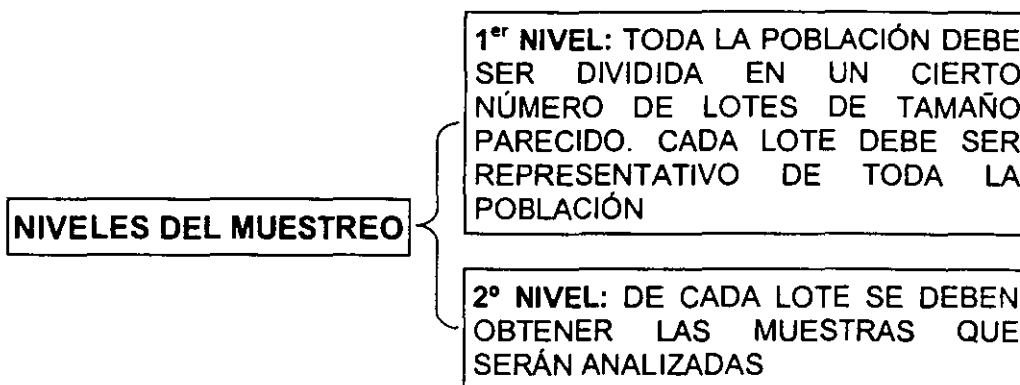 1er NIVEL: TODA LA POBLACIÓN DEBE
SER DIVIDIDA EN UN CIERTO
NÚMERO DE LOTES DE TAMAÑO
PARECIDO. CADA LOTE DEBE SER
REPRESENTATIVO DE TODA LA
POBLACIÓN
NIVELES DEL MUESTREO
2º NIVEL: DE CADA LOTE SE DEBEN
OBTENER LAS MUESTRAS QUE
SERÁN ANALIZADAS